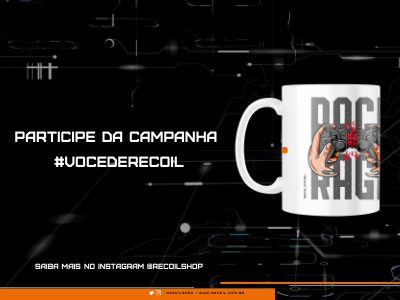 PARTICIPE DA CAMPANHA
#VOCEDERECOIL
RAGE
RAGE
SAIBA MAIS NO INSTAGRAM @RECOILSHOP